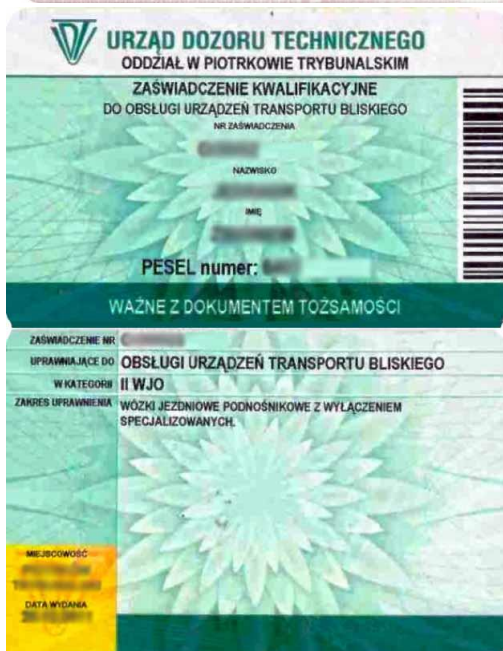 URZĄD DOZORU TECHNICZNEGO
ODDZIAŁ W PIOTRKOWIE TRYBUNALSKIM
ZAŚWIADCZENIE KWALIFIKACYJNE
DO OBSŁUGI URZĄDZEŃ TRANSPORTU BLISKIEGO
NR ZAŚWIADCZENIA
NAZWISKO
IMIĘ
PESEL numer:
WAŻNE Z DOKUMENTEM TOŻSAMOŚCI
ZAŚWIADCZENIE NR
UPRAWNIAJĄCE DO OBSŁUGI URZĄDZEŃ TRANSPORTU BLISKIEGO
W KATEGORII II WJO
ZAKRES UPRAWNIENIA WÓZKI JEZDNIOWE PODNOŚNIKOWE Z WYŁĄCZENIEM
SPECJALIZOWANYCH.
MIEJSCOWOŚĆ
DATA WYDANIA